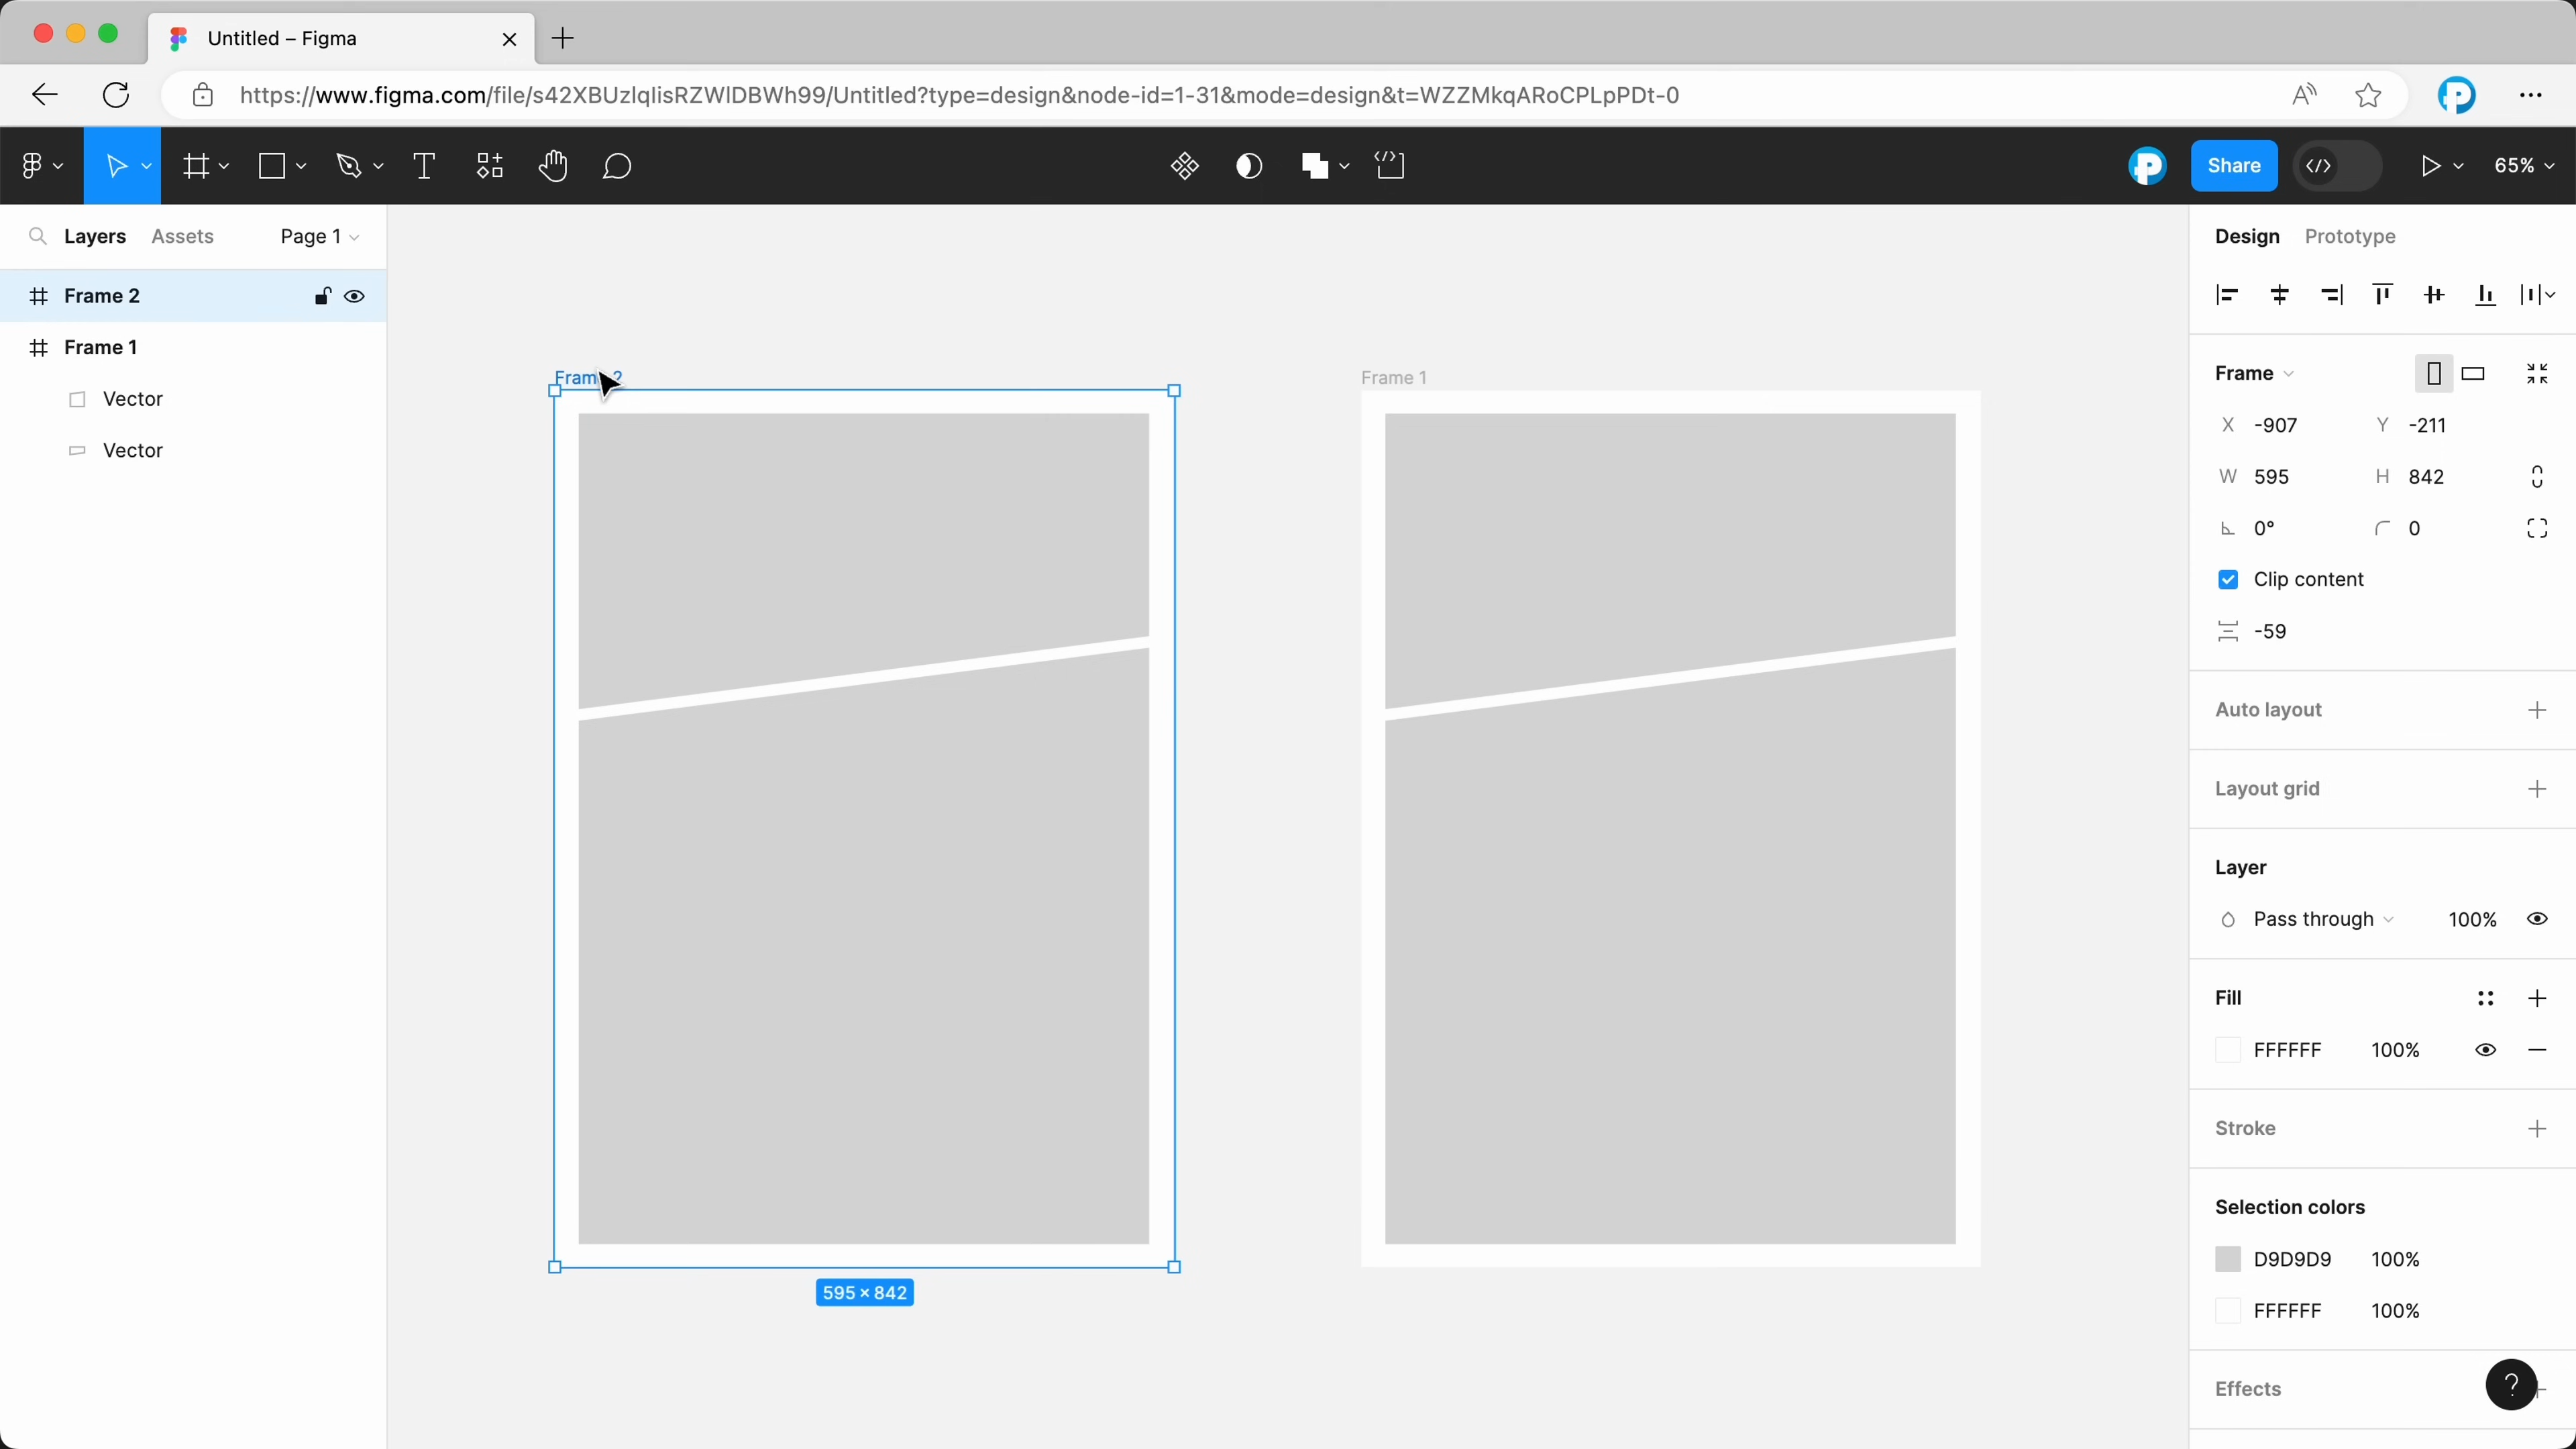 Untitled – Figma
https://www.figma.com/file/s42XBUzlqlisRZWlDBWh99/Untitled?type=design&node-id=1-31&mode=design&t=WZZMkqARoCPLpPDt-0
Share
65%
Layers Assets Page 1
Frame 2
Frame 1
Vector
Vector
Frame 2
Frame 1
595 × 842
Design Prototype
Frame
X -907 Y -211
W 595 H 842
0° 0
Clip content
-59
Auto layout
Layout grid
Layer
Pass through 100%
Fill
FFFFFF 100%
Stroke
Selection colors
D9D9D9 100%
FFFFFF 100%
Effects
?